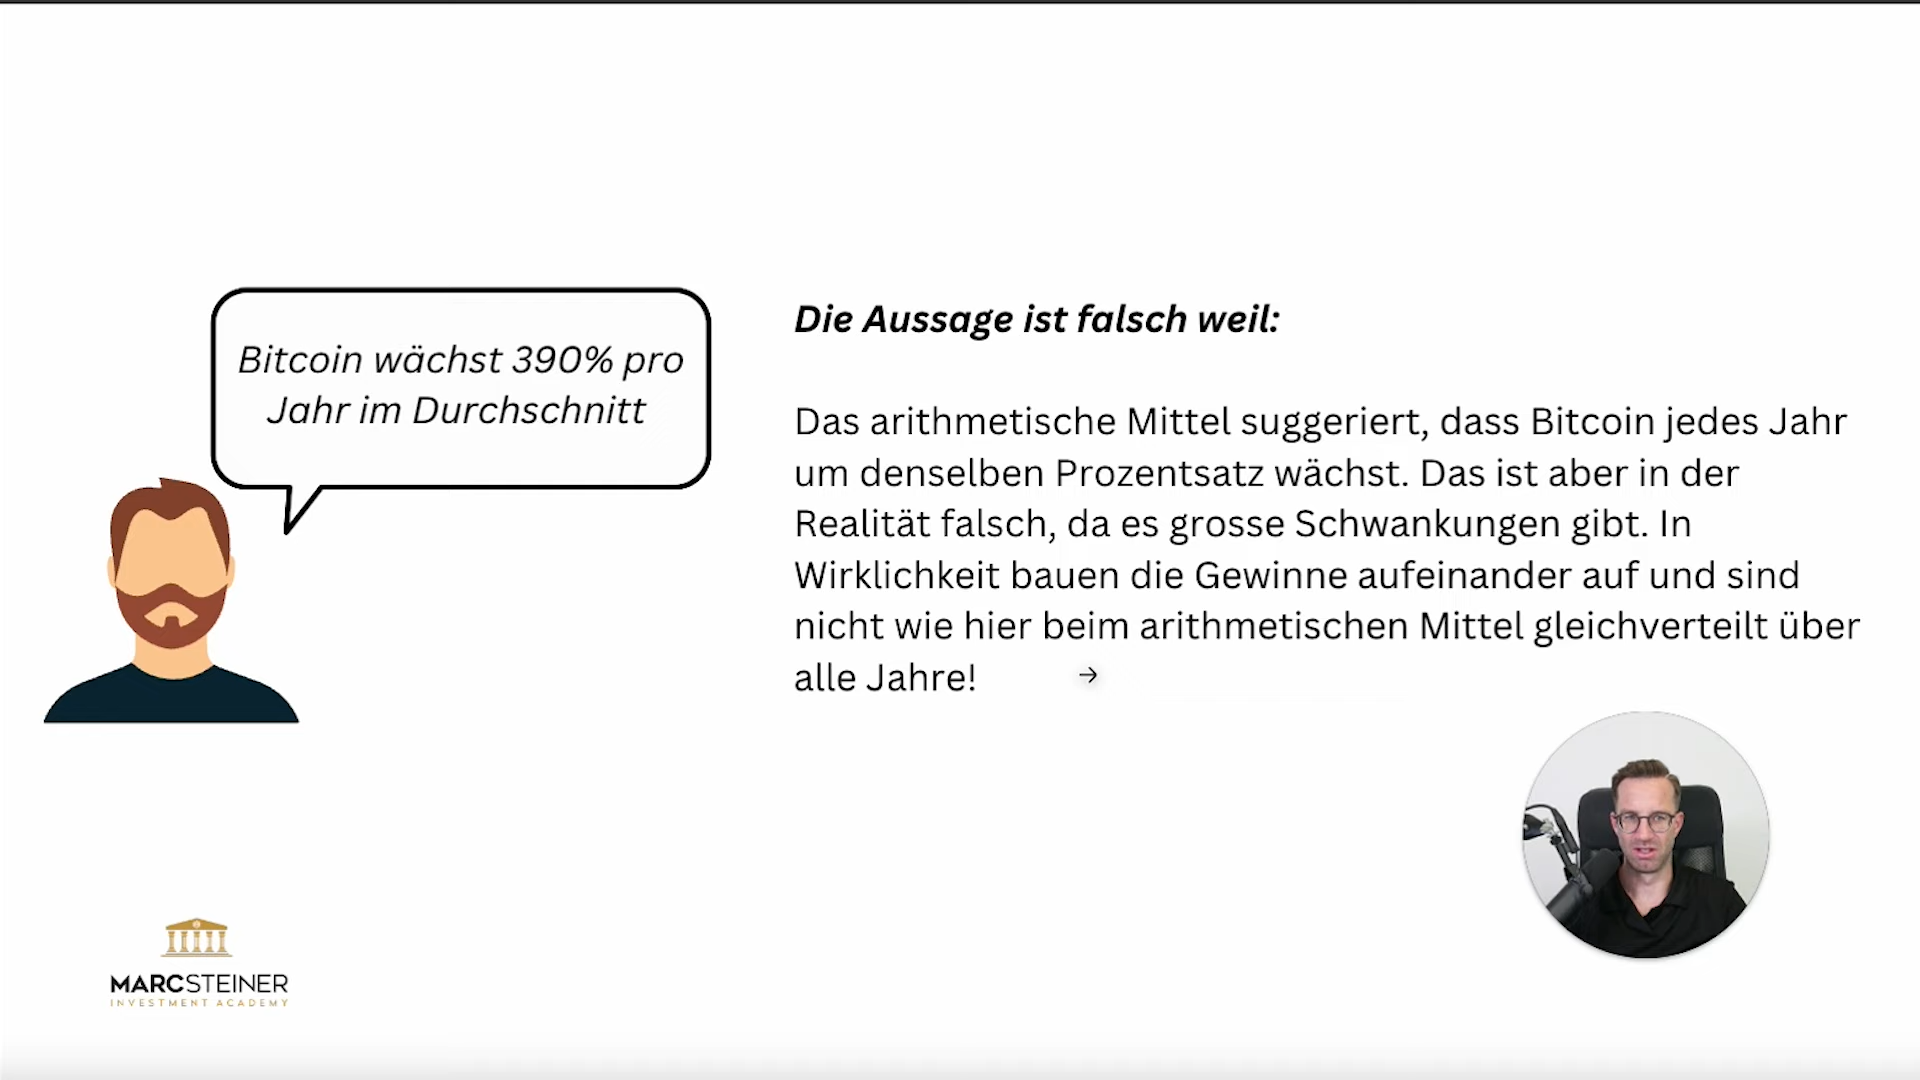 Bitcoin wächst 390% pro
Jahr im Durchschnitt
Die Aussage ist falsch weil:
Das arithmetische Mittel suggeriert, dass Bitcoin jedes Jahr
um denselben Prozentsatz wächst. Das ist aber in der
Realität falsch, da es grosse Schwankungen gibt. In
Wirklichkeit bauen die Gewinne aufeinander auf und sind
nicht wie hier beim arithmetischen Mittel gleichverteilt über
alle Jahre!
MARCSTEINER
INVESTMENT ACADEMY